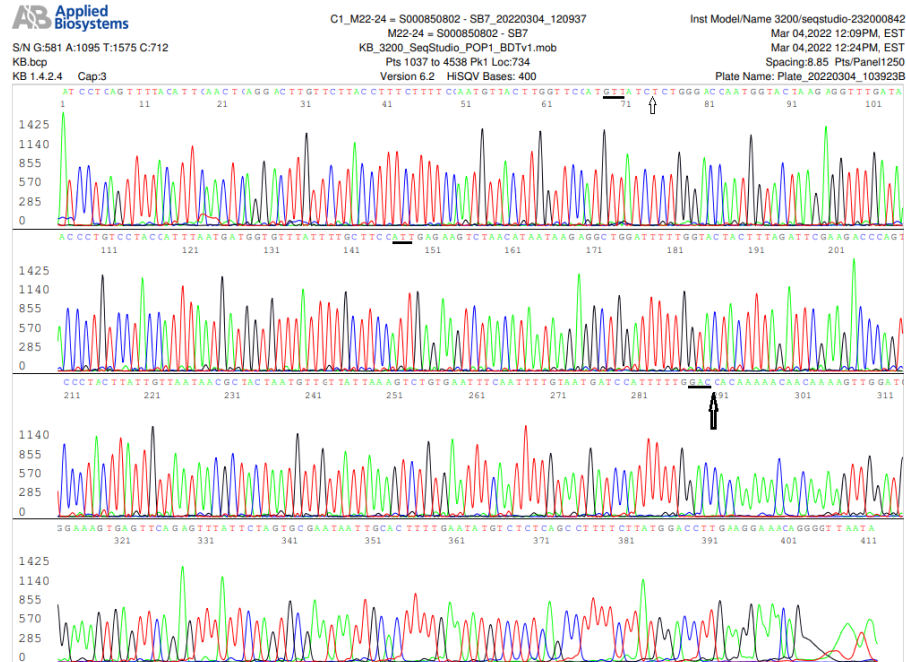 AB Applied Biosystems
C1_M22-24 = S000850802 - SB7_20220304_120937
Inst Model/Name 3200/seqstudio-232000842
M22-24 = S000850802 - SB7
Mar 04,2022 12:09PM, EST
S/N G:581 A:1095 T:1575 C:712
KB_3200_SeqStudio_POP1_BDTv1.mob
Mar 04,2022 12:24PM, EST
KB.bcp
Pts 1037 to 4538 Pk1 Loc:734
Spacing:8.85 Pts/Panel1250
KB 1.4.2.4 Cap:3
Version 6.2 HiSQV Bases: 400
Plate Name: Plate_20220304_103923B
ATCCTCAGTTTTACATTCAACTCAGGACTTGTTCTTACCTTTCTTTTCCAATGTTACTTGGTTCCATGTTATCTCTGGGACCAATGGTACTAAGAGGTTTGATA
1 11 21 31 41 51 61 71 81 91 101
1425
1140
855
570
285
0
ACCCTGTCCTACCATTTAATGATGGTGTTTATTTTGCTTCCATTGAGAAGTCTAACATAATAAGAGGCTGGATTTTTGGTACTACTTTAGATTCGAAGACCCAGT
111 121 131 141 151 161 171 181 191 201
1425
1140
855
570
285
0
CCCTACTTATTGTTAATAACGCTACTAATGTTGTTATTAAAGTCTGTGAATTTCAATTTTGTAATGATCCATTTTTGGACCACAAAAACAACAAAAGTTGGATG
211 221 231 241 251 261 271 281 291 301 311
1140
855
570
285
0
GGAAAGTGAGTTCAGAGTTTATTCTAGTGCGAATAATTGCACTTTTGAATATGTCTCTCAGCCTTTTCTTATGGACCTTGAAGGAAACAGGGGTTAATA
321 331 341 351 361 371 381 391 401 411
1425
1140
855
570
285
0